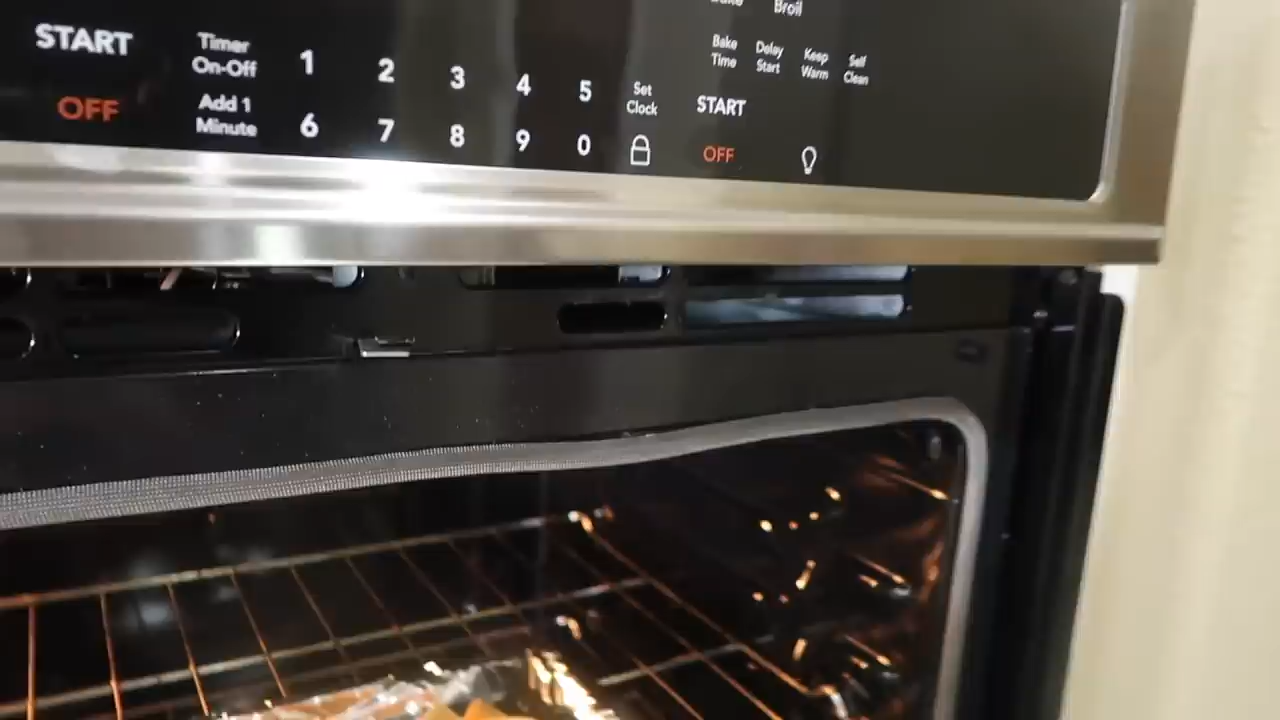 Bake
Broil
START
Timer
On-Off
1 2 3 4 5
Set
Clock
Bake
Time
Delay
Start
Keep
Warm
Self
Clean
OFF
Add 1
Minute
6 7 8 9 0
START
OFF